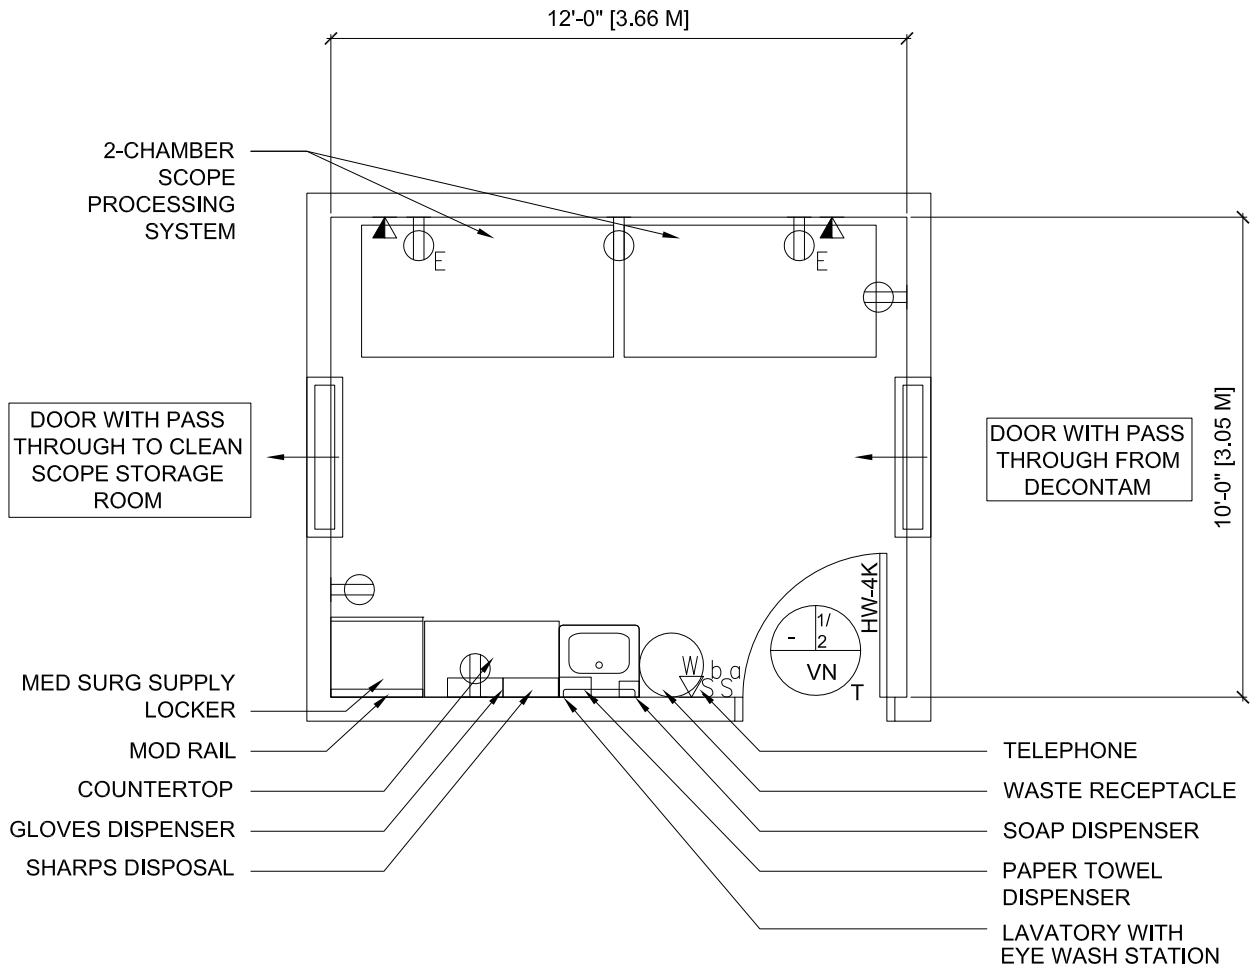 12'-0" [3.66 M]
2-CHAMBER
SCOPE
PROCESSING
SYSTEM
E
E
DOOR WITH PASS
THROUGH TO CLEAN
SCOPE STORAGE
ROOM
DOOR WITH PASS
THROUGH FROM
DECONTAM
10'-0" [3.05 M]
HW-4K
-
1/
2
VN
T
W
b a
S S
MED SURG SUPPLY
LOCKER
MOD RAIL
COUNTERTOP
GLOVES DISPENSER
SHARPS DISPOSAL
TELEPHONE
WASTE RECEPTACLE
SOAP DISPENSER
PAPER TOWEL
DISPENSER
LAVATORY WITH
EYE WASH STATION